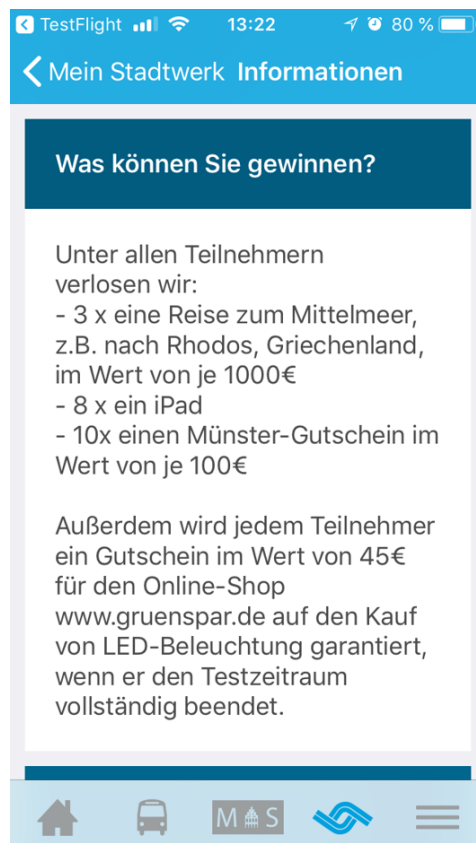 TestFlight 13:22 80 %
Mein Stadtwerk Informationen
Was können Sie gewinnen?
Unter allen Teilnehmern
verlosen wir:
- 3 x eine Reise zum Mittelmeer,
z.B. nach Rhodos, Griechenland,
im Wert von je 1000€
- 8 x ein iPad
- 10x einen Münster-Gutschein im
Wert von je 100€
Außerdem wird jedem Teilnehmer
ein Gutschein im Wert von 45€
für den Online-Shop
www.gruenspar.de auf den Kauf
von LED-Beleuchtung garantiert,
wenn er den Testzeitraum
vollständig beendet.
M S